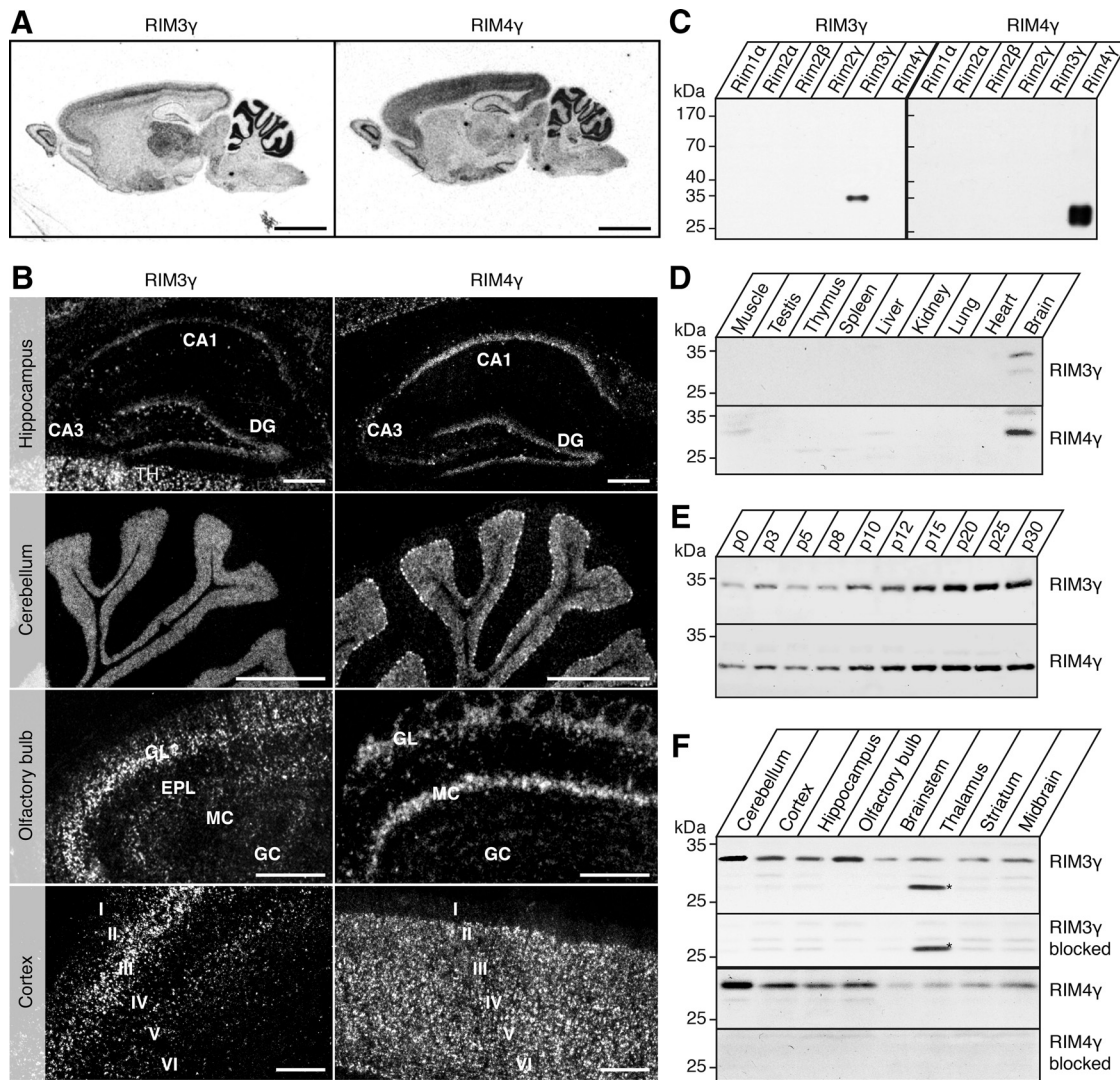 A
RIM3γ
RIM4γ
B
RIM3γ
RIM4γ
Hippocampus
CA1
CA3
DG
TH
CA1
CA3
DG
Cerebellum
Olfactory bulb
GL
EPL
MC
GC
GL
MC
GC
Cortex
I
II
III
IV
V
VI
I
II
III
IV
V
VI
C
RIM3γ
RIM4γ
Rim1α
Rim2α
Rim2β
Rim2γ
Rim3γ
Rim4γ
Rim1α
Rim2α
Rim2β
Rim2γ
Rim3γ
Rim4γ
kDa
170
70
40
35
25
D
Muscle
Testis
Thymus
Spleen
Liver
Kidney
Lung
Heart
Brain
kDa
35
25
35
25
RIM3γ
RIM4γ
E
p0
p3
p5
p8
p10
p12
p15
p20
p25
p30
kDa
35
35
RIM3γ
RIM4γ
F
Cerebellum
Cortex
Hippocampus
Olfactory bulb
Brainstem
Thalamus
Striatum
Midbrain
kDa
35
25
*
RIM3γ
25
*
RIM3γ
blocked
25
RIM4γ
25
RIM4γ
blocked